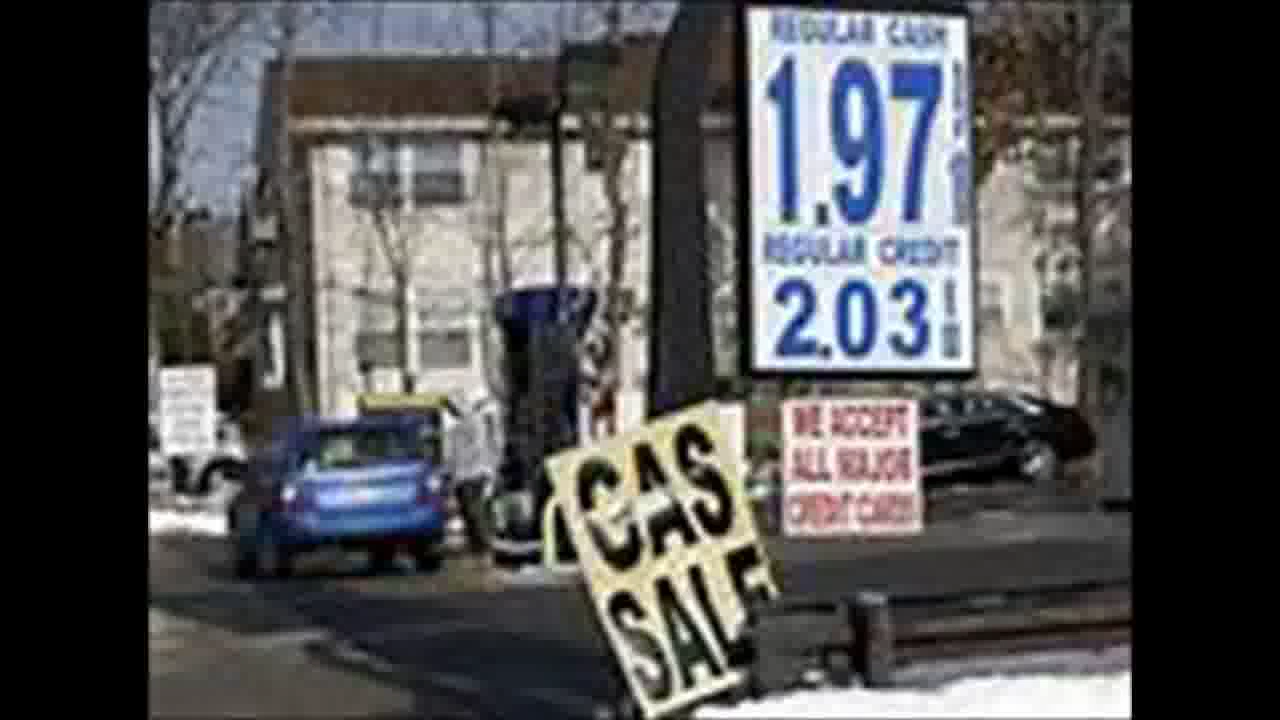 REGULAR CASH
1.97
REGULAR CREDIT
2.03
WE ACCEPT
ALL MAJOR
CREDIT CARDS
GAS
SALE